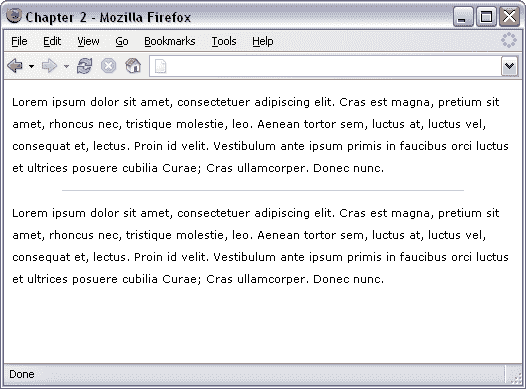 Chapter 2 - Mozilla Firefox
File Edit View Go Bookmarks Tools Help
Lorem ipsum dolor sit amet, consectetuer adipiscing elit. Cras est magna, pretium sit
amet, rhoncus nec, tristique molestie, leo. Aenean tortor sem, luctus at, luctus vel,
consequat et, lectus. Proin id velit. Vestibulum ante ipsum primis in faucibus orci luctus
et ultrices posuere cubilia Curae; Cras ullamcorper. Donec nunc.
Lorem ipsum dolor sit amet, consectetuer adipiscing elit. Cras est magna, pretium sit
amet, rhoncus nec, tristique molestie, leo. Aenean tortor sem, luctus at, luctus vel,
consequat et, lectus. Proin id velit. Vestibulum ante ipsum primis in faucibus orci luctus
et ultrices posuere cubilia Curae; Cras ullamcorper. Donec nunc.
Done